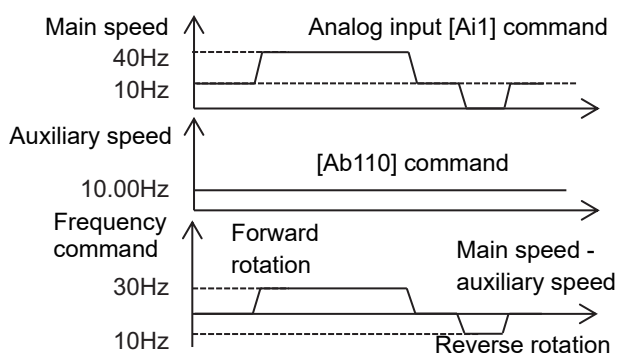 Main speed
Analog input [Ai1] command
40Hz
10Hz
Auxiliary speed
[Ab110] command
10.00Hz
Frequency
command
Forward
rotation
Main speed -
auxiliary speed
30Hz
10Hz
Reverse rotation